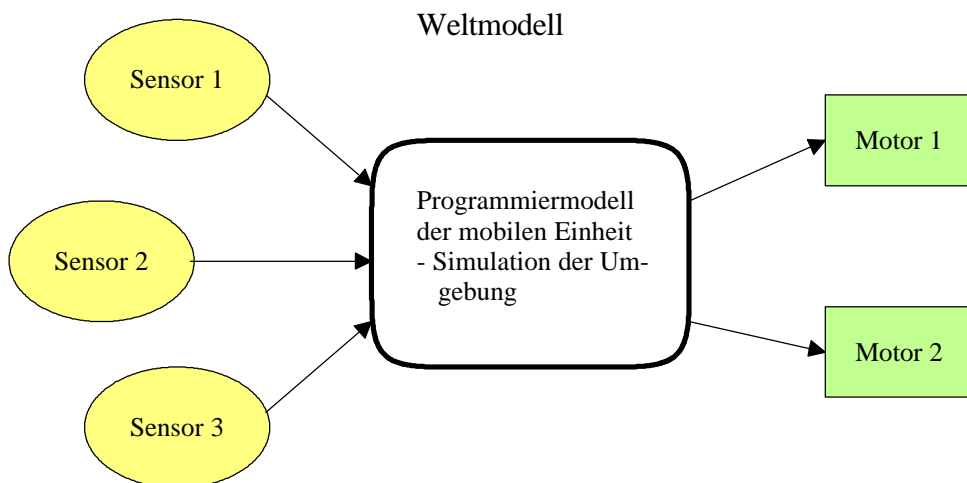 Weltmodell
Sensor 1
Motor 1
Programmiermodell
der mobilen Einheit
- Simulation der Um-
gebung
Sensor 2
Motor 2
Sensor 3